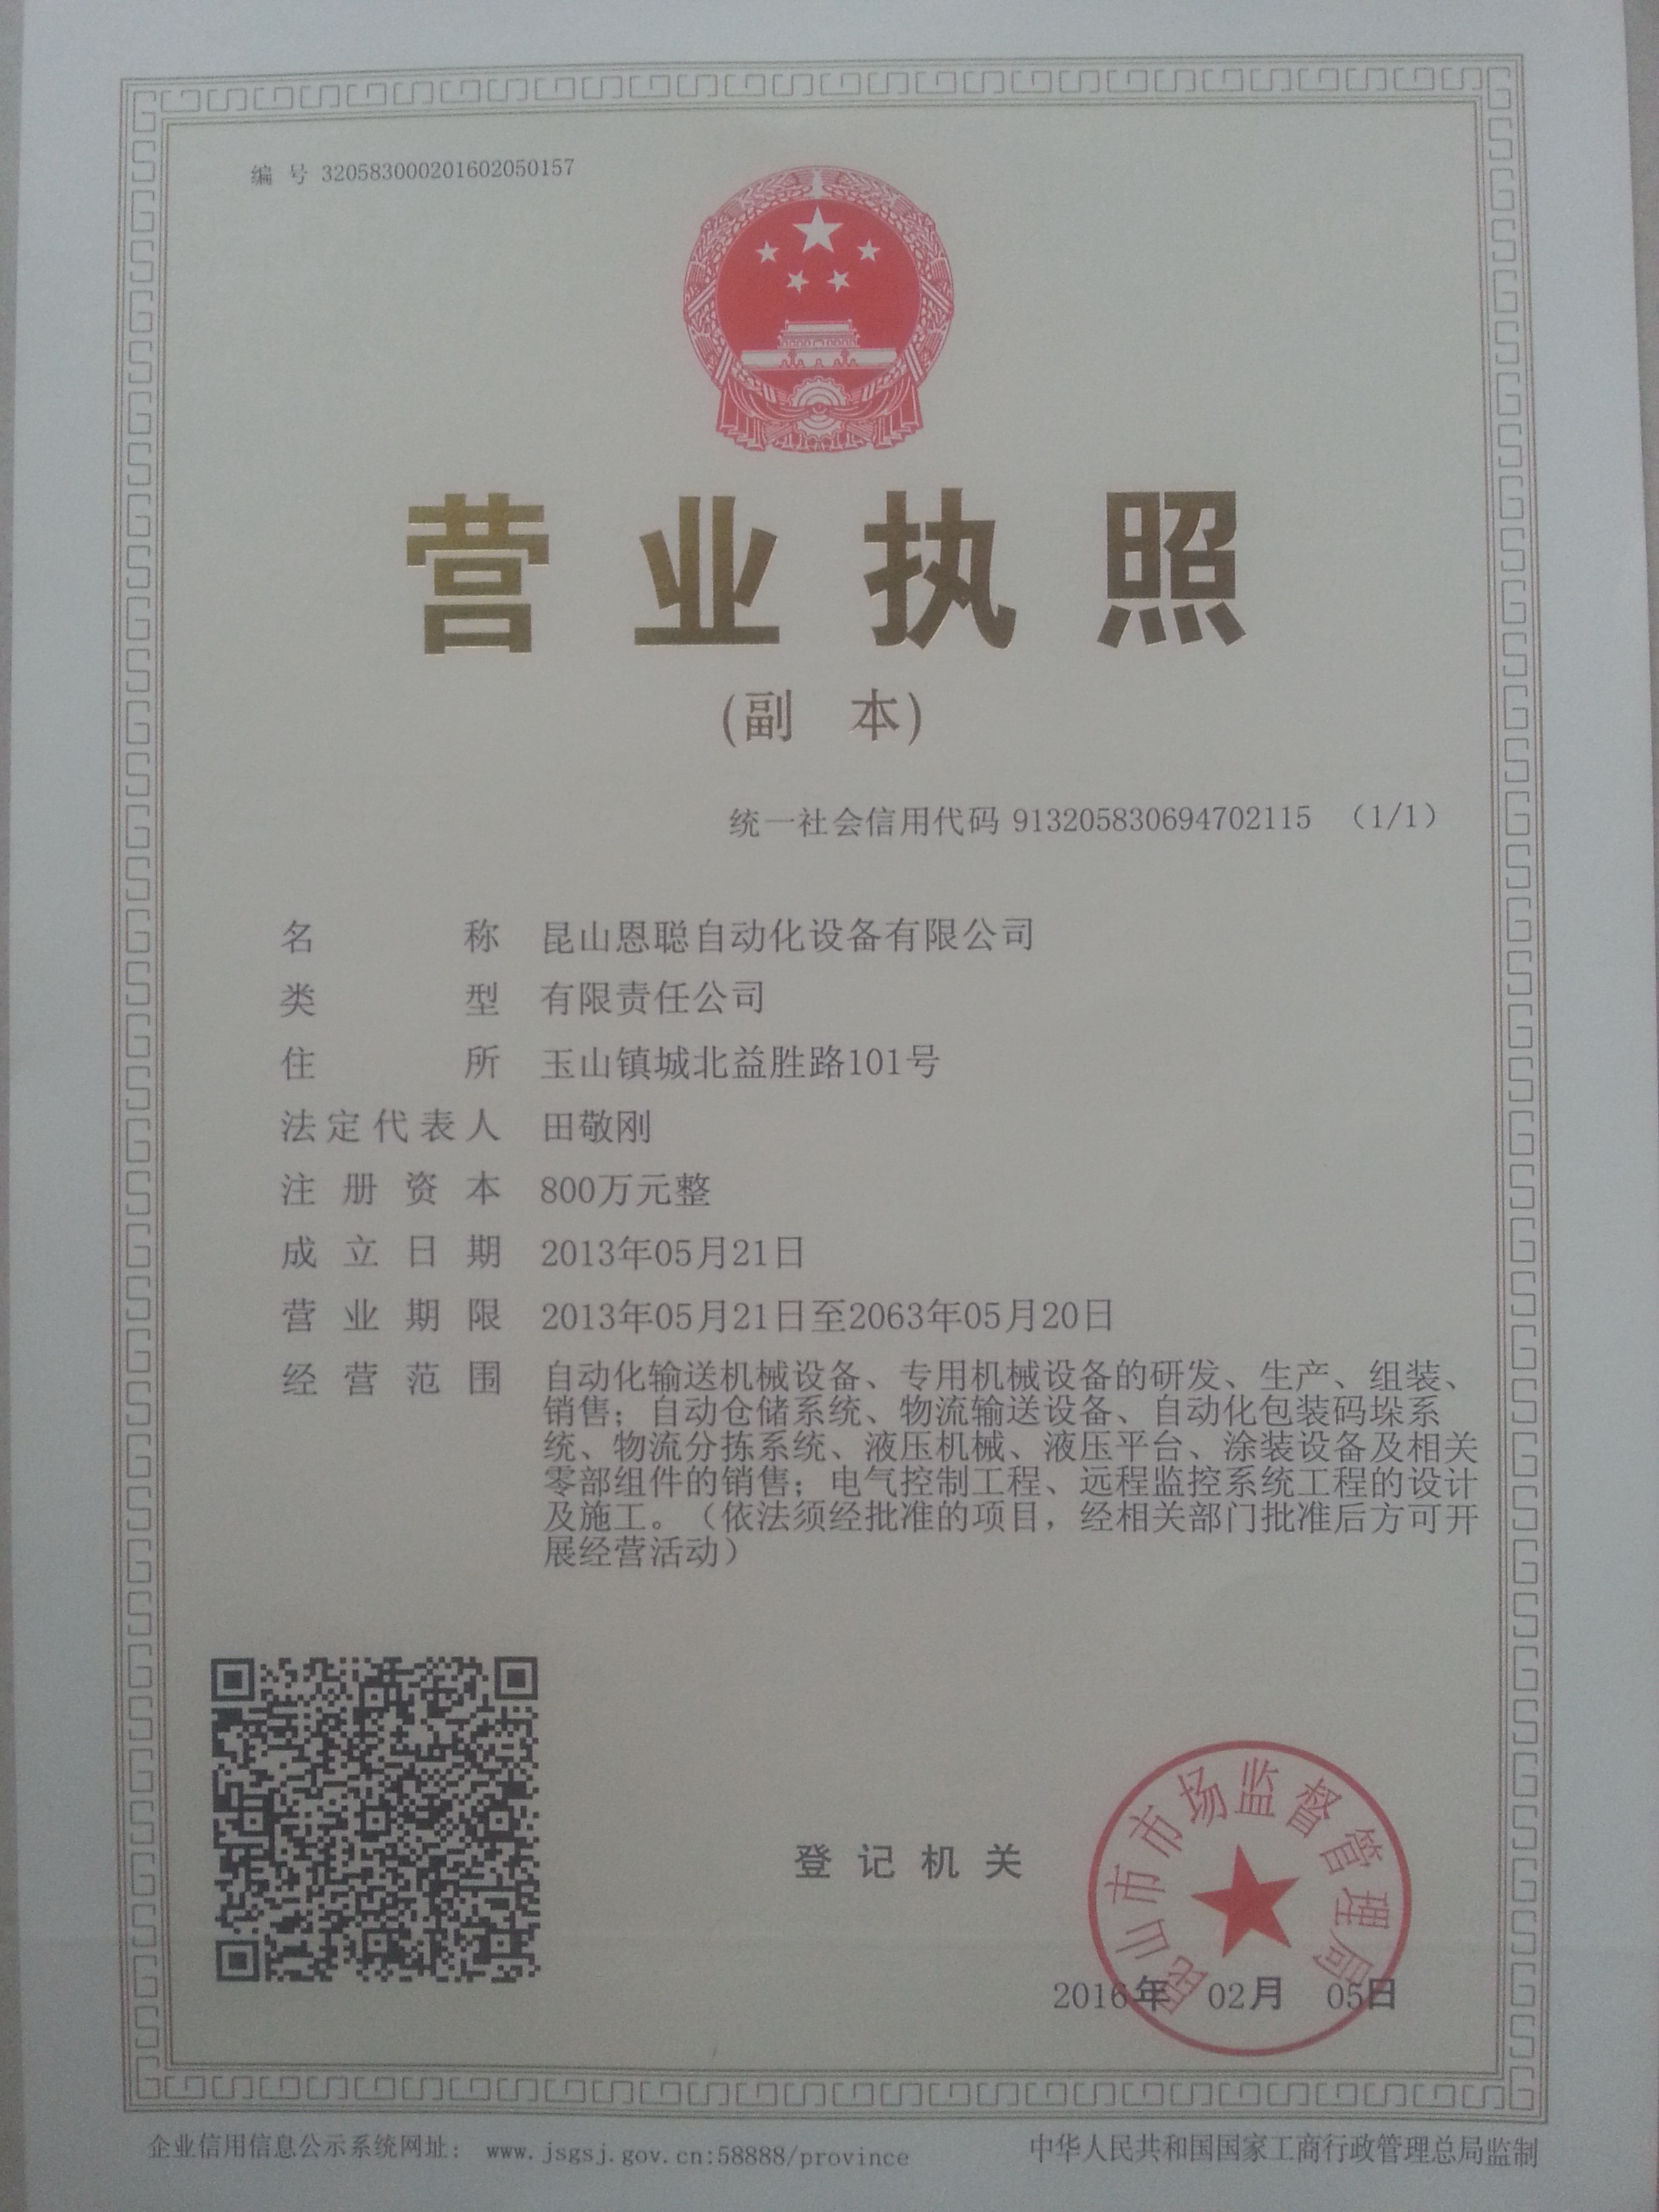 编 号 320583000201602050157
营业执照
(副 本)
统一社会信用代码 913205830694702115 （1/1）
名称 昆山恩聪自动化设备有限公司
类型 有限责任公司
住所 玉山镇城北益胜路101号
法定代表人 田敬刚
注册资本 800万元整
成立日期 2013年05月21日
营业期限 2013年05月21日至2063年05月20日
经营范围 自动化输送机械设备、专用机械设备的研发、生产、组装、
销售；自动仓储系统、物流输送设备、自动化包装码垛系
统、物流分拣系统、液压机械、液压平台、涂装设备及相关
零部组件的销售；电气控制工程、远程监控系统工程的设计
及施工。（依法须经批准的项目，经相关部门批准后方可开
展经营活动）
登记机关
昆山市市场监督管理局
2016年 02月 05日
企业信用信息公示系统网址： www.jsgsj.gov.cn:58888/province
中华人民共和国国家工商行政管理总局监制